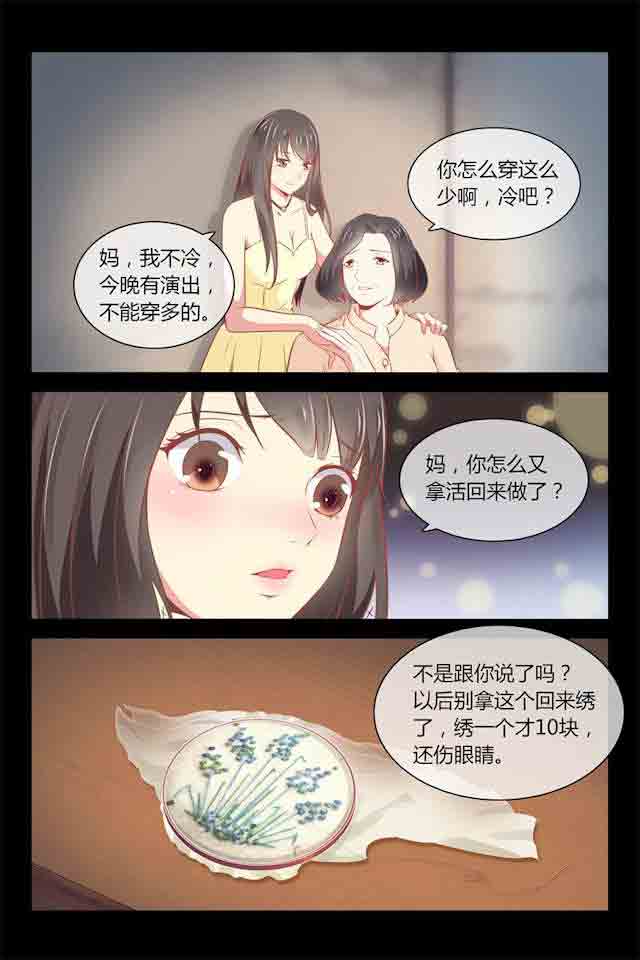 你怎么穿这么
少啊，冷吧？
妈，我不冷，
今晚有演出，
不能穿多的。
妈，你怎么又
拿活回来做了？
不是跟你说了吗？
以后别拿这个回来绣
了，绣一个才10块，
还伤眼睛。